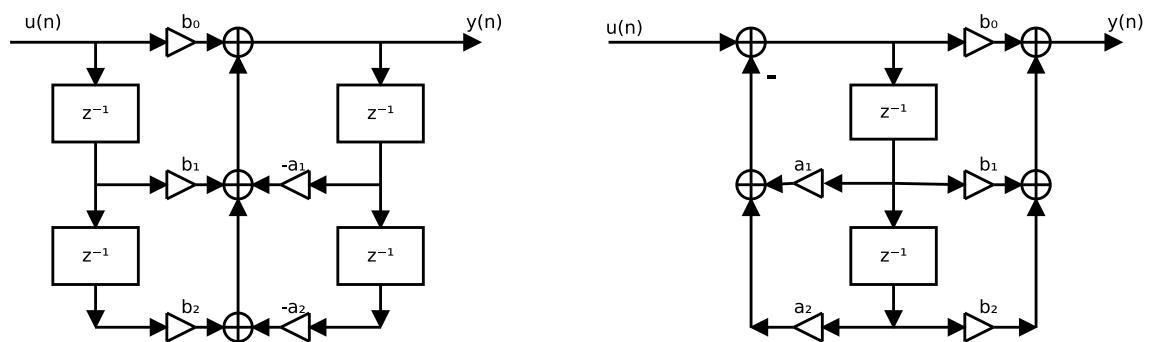 u(n) b₀ y(n)
z⁻¹ z⁻¹
b₁ -a₁
z⁻¹ z⁻¹
b₂ -a₂
u(n) b₀ y(n)
-
z⁻¹
a₁ b₁
z⁻¹
a₂ b₂